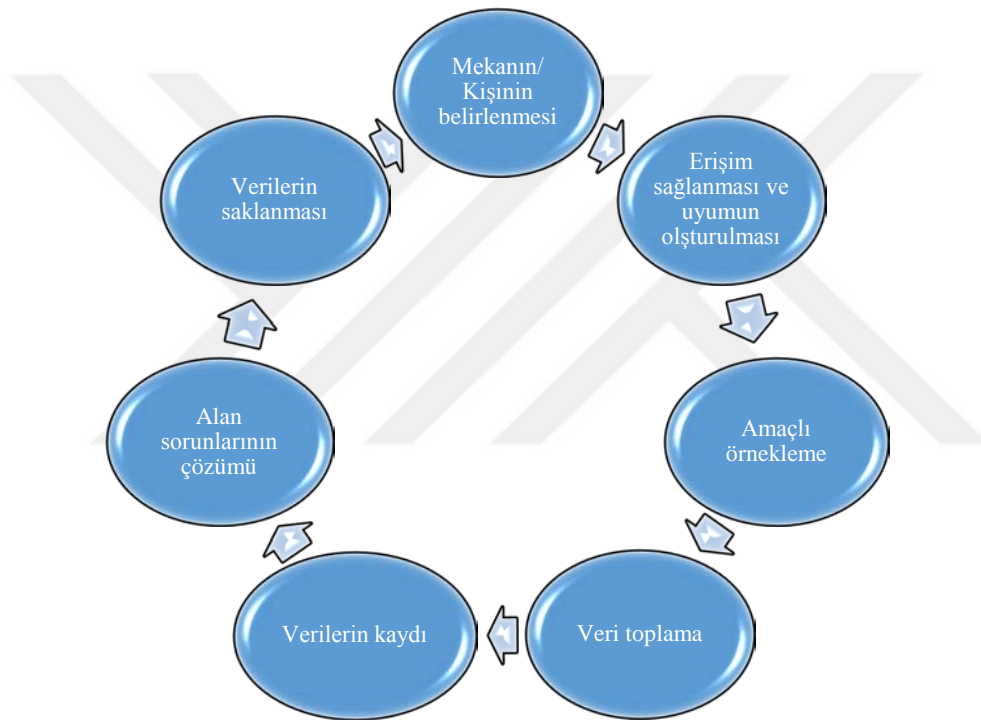 Mekanın/
Kişinin
belirlenmesi
Erişim
sağlanması ve
uyumun
olşturulması
Amaçlı
örnekleme
Veri toplama
Verilerin kaydı
Alan
sorunlarının
çözümü
Verilerin
saklanması